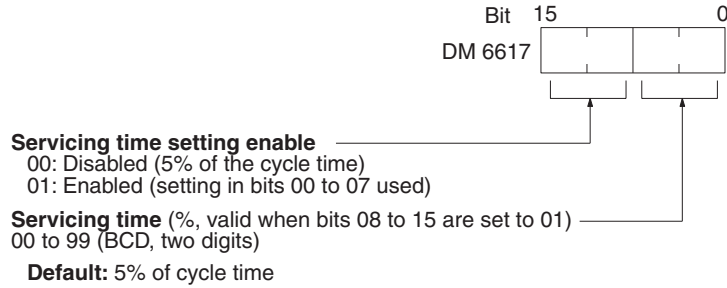 Bit 15 0
DM 6617
Servicing time setting enable
00: Disabled (5% of the cycle time)
01: Enabled (setting in bits 00 to 07 used)
Servicing time (%, valid when bits 08 to 15 are set to 01)
00 to 99 (BCD, two digits)
Default: 5% of cycle time